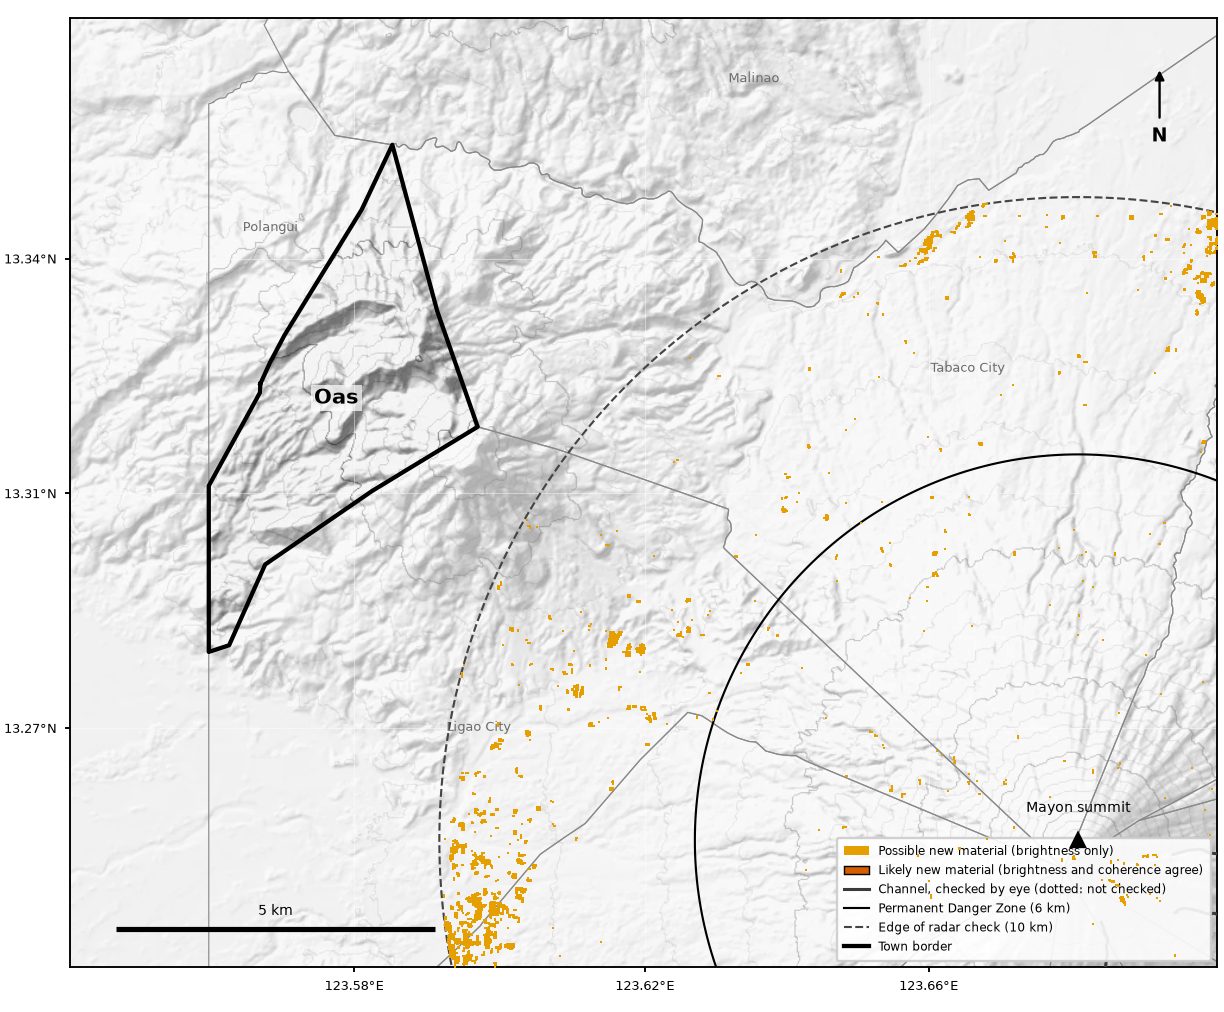 Malinao
N
Polangui
13.34°N
Tabaco City
Oas
13.31°N
Ligao City
13.27°N
Mayon summit
Possible new material (brightness only)
Likely new material (brightness and coherence agree)
Channel, checked by eye (dotted: not checked)
Permanent Danger Zone (6 km)
Edge of radar check (10 km)
Town border
5 km
123.58°E
123.62°E
123.66°E